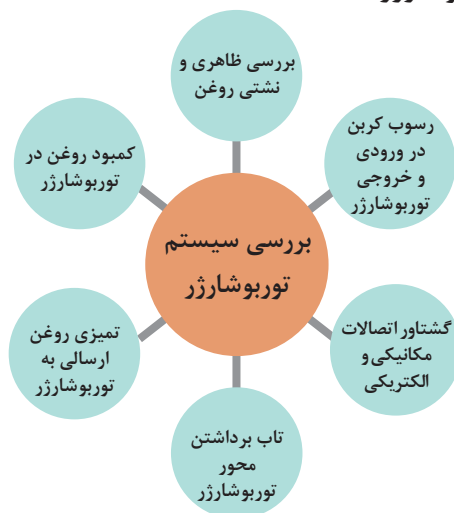 بررسی ظاهری و
نشتی روغن
رسوب کربن
در ورودی
و خروجی
توربوشارژر
کمبود روغن در
توربوشارژر
بررسی سیستم
توربوشارژر
گشتاور اتصالات
مکانیکی و
الکتریکی
تمیزی روغن
ارسالی به
توربوشارژر
تاب برداشتن
محور
توربوشارژر